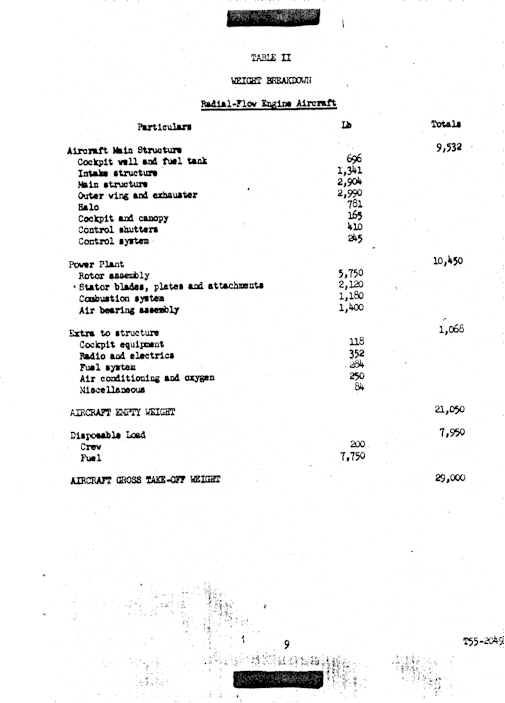 TABLE II
WEIGHT BREAKDOWN
Radial-Flow Engine Aircraft
Particulars Lb Totals
Aircraft Main Structure 9,532
Cockpit well and fuel tank 696
Intake structure 1,341
Main structure 2,904
Outer wing and exhauster 2,990
Halo 781
Cockpit and canopy 165
Control shutters 410
Control system 245
Power Plant 10,450
Rotor assembly 5,750
Stator blades, plates and attachments 2,120
Combustion system 1,180
Air bearing assembly 1,400
Extra to structure 1,068
Cockpit equipment 118
Radio and electrics 352
Fuel system 284
Air conditioning and oxygen 250
Miscellaneous 84
AIRCRAFT EMPTY WEIGHT 21,050
Disposable Load 7,950
Crew 200
Fuel 7,750
AIRCRAFT GROSS TAKE-OFF WEIGHT 29,000
9